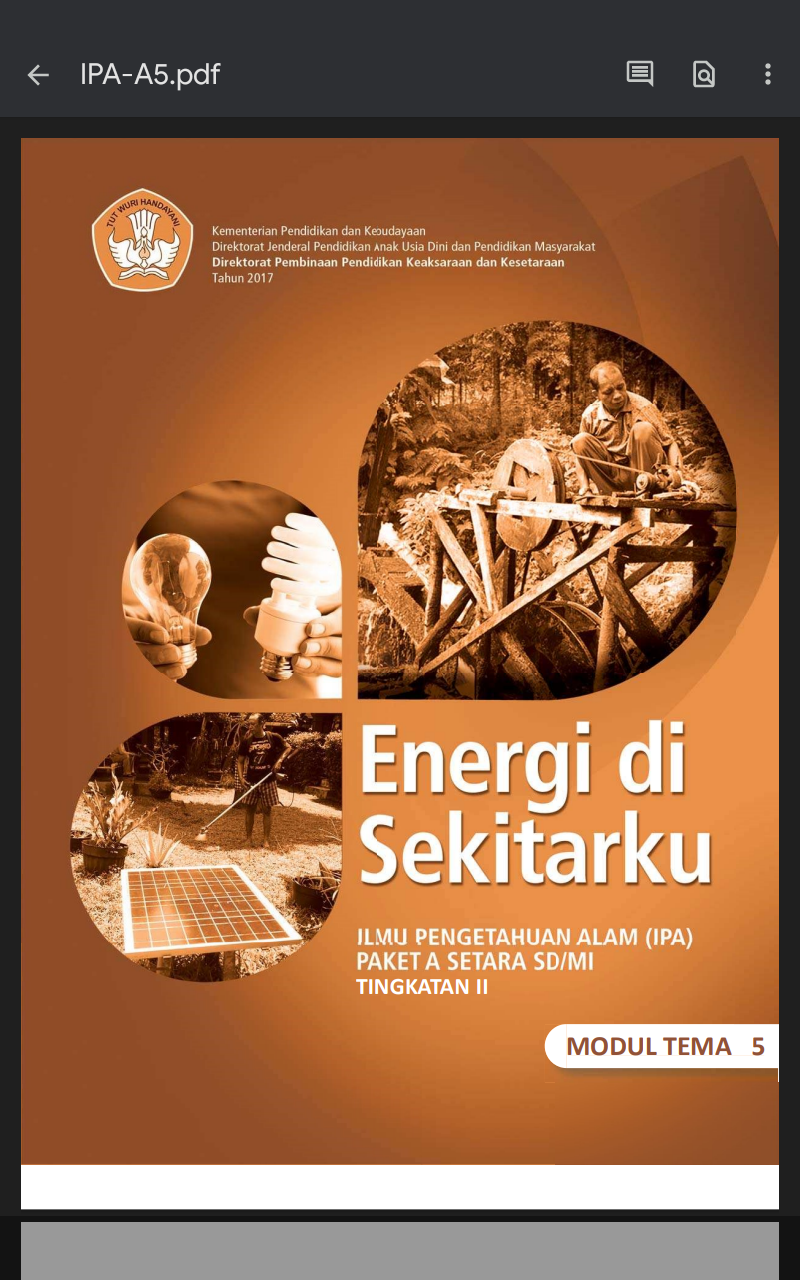 IPA-A5.pdf
TUT WURI HANDAYANI
Kementerian Pendidikan dan Kebudayaan
Direktorat Jenderal Pendidikan Anak Usia Dini dan Pendidikan Masyarakat
Direktorat Pembinaan Pendidikan Keaksaraan dan Kesetaraan
Tahun 2017
Energi di
Sekitarku
ILMU PENGETAHUAN ALAM (IPA)
PAKET A SETARA SD/MI
TINGKATAN II
MODUL TEMA 5